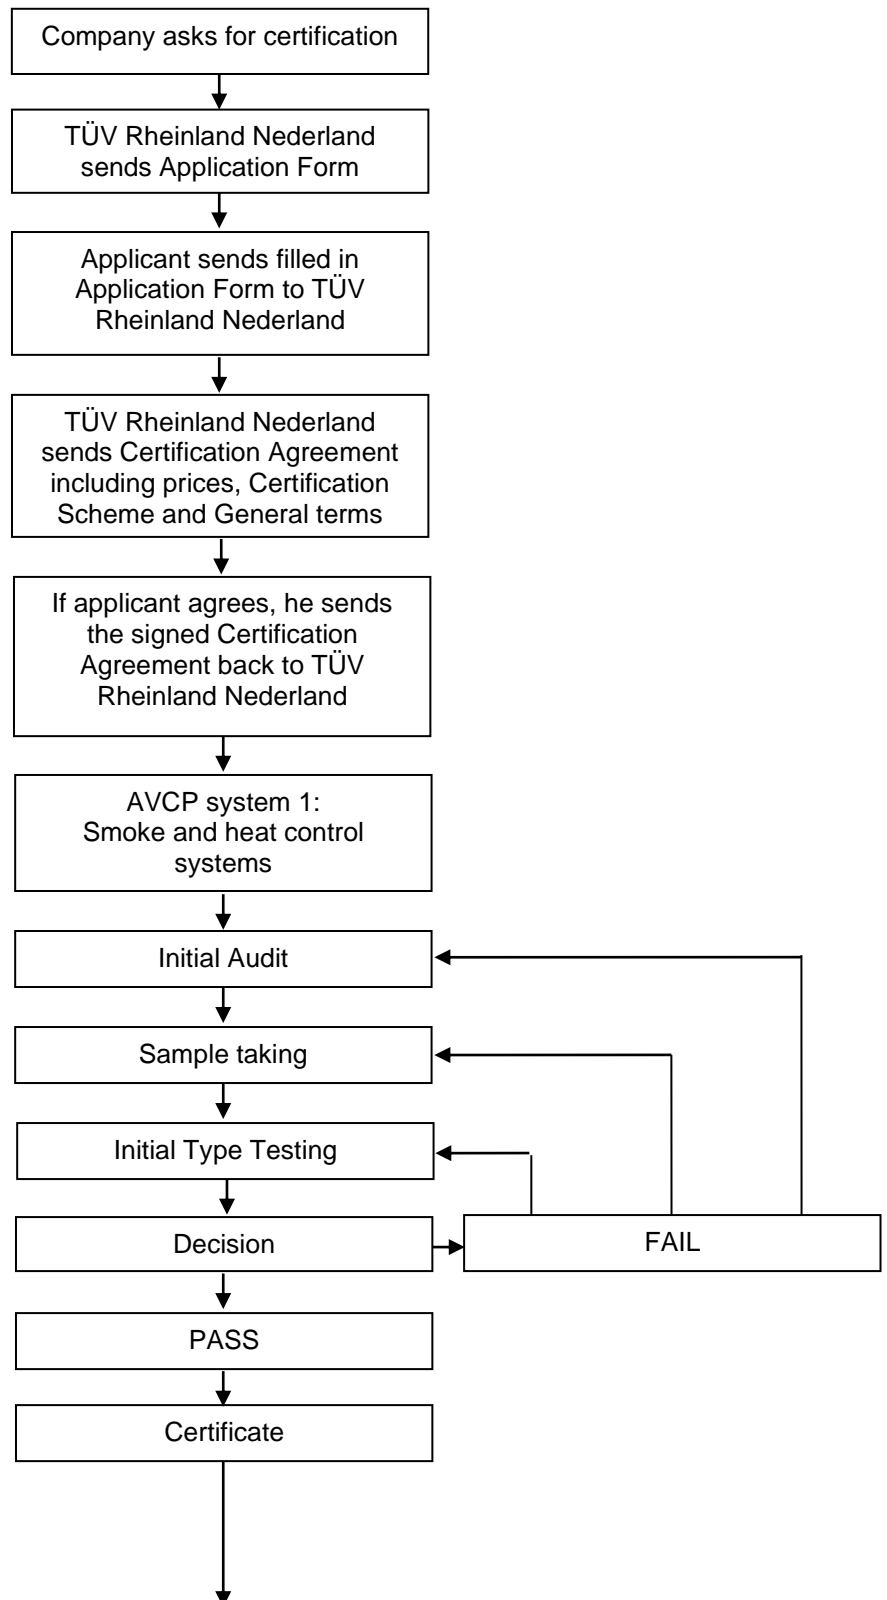 Company asks for certification
TÜV Rheinland Nederland
sends Application Form
Applicant sends filled in
Application Form to TÜV
Rheinland Nederland
TÜV Rheinland Nederland
sends Certification Agreement
including prices, Certification
Scheme and General terms
If applicant agrees, he sends
the signed Certification
Agreement back to TÜV
Rheinland Nederland
AVCP system 1:
Smoke and heat control
systems
Initial Audit
Sample taking
Initial Type Testing
Decision
FAIL
PASS
Certificate